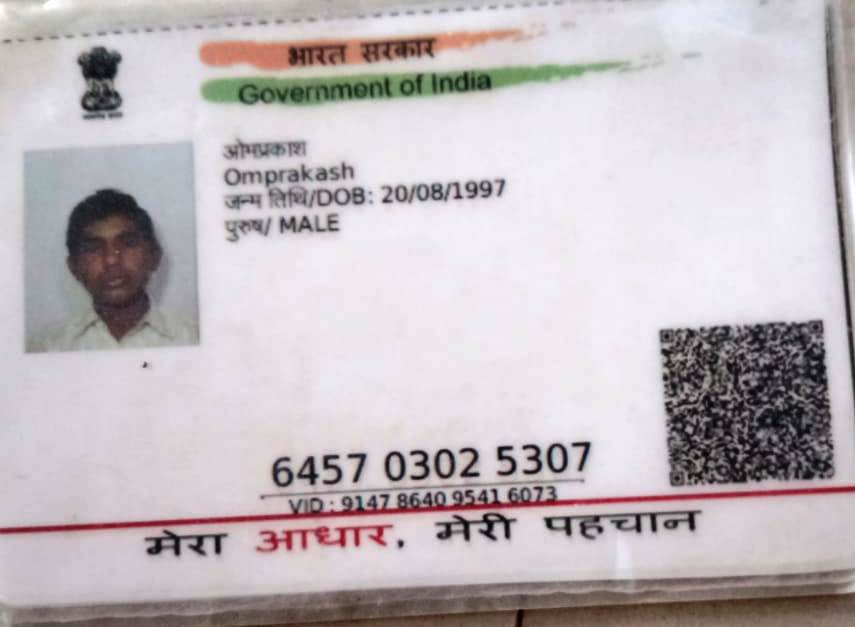 भारत सरकार
Government of India
ओमप्रकाश
Omprakash
जन्म तिथि/DOB: 20/08/1997
पुरुष/ MALE
6457 0302 5307
VID : 9147 8640 9541 6073
मेरा आधार, मेरी पहचान